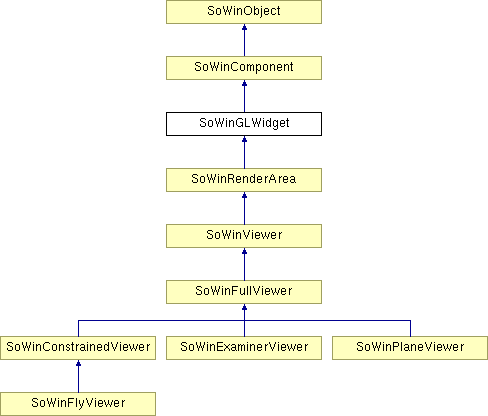 SoWinObject
SoWinComponent
SoWinGLWidget
SoWinRenderArea
SoWinViewer
SoWinFullViewer
SoWinConstrainedViewer
SoWinExaminerViewer
SoWinPlaneViewer
SoWinFlyViewer